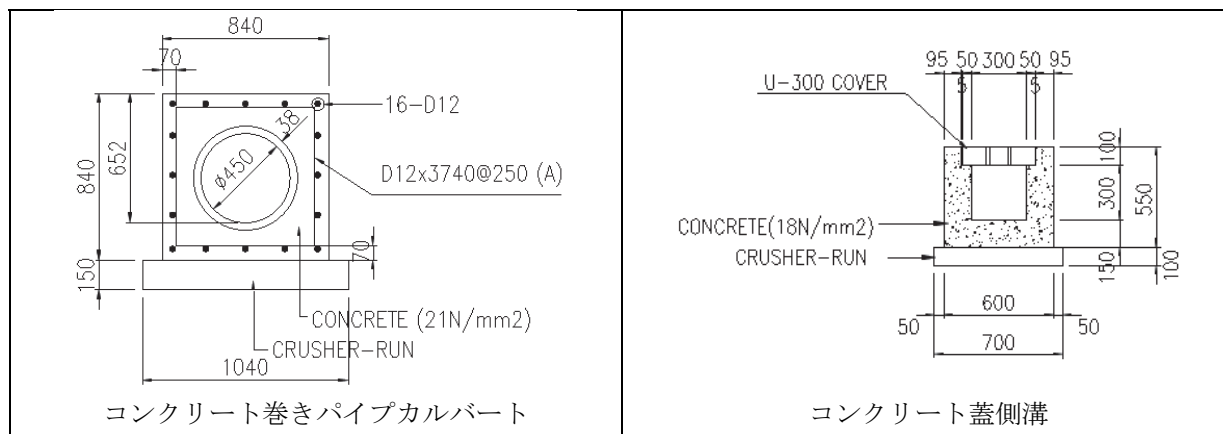 840
70
16-D12
38
652
840
φ450
D12x3740@250 (A)
70
150
CONCRETE (21N/mm2)
CRUSHER-RUN
1040
コンクリート巻きパイプカルバート
95 50 300 50 95
5 5
U-300 COVER
100
300
550
CONCRETE(18N/mm2)
CRUSHER-RUN
150
100
600
50 50
700
コンクリート蓋側溝